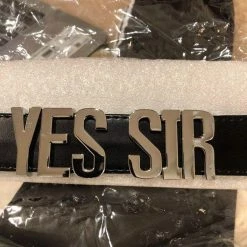 YES SIR